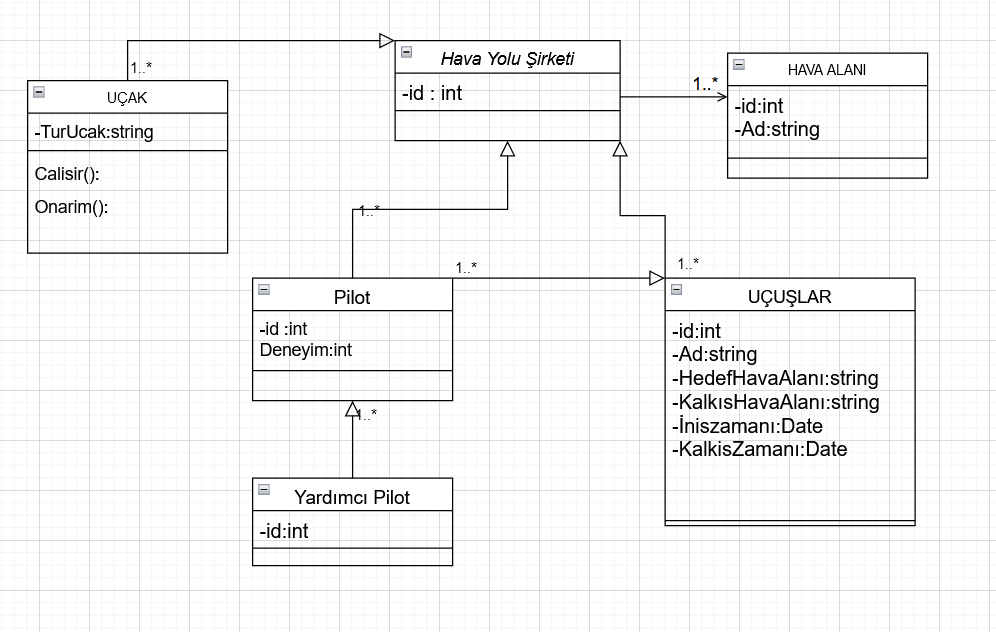 1..*
UÇAK
-TurUcak:string
Calisir():
Onarim():
Hava Yolu Şirketi
-id : int
1..*
HAVA ALANI
-id:int
-Ad:string
1..*
1..*
Pilot
-id :int
Deneyim:int
1..*
UÇUŞLAR
-id:int
-Ad:string
-HedefHavaAlanı:string
-KalkısHavaAlanı:string
-İniszamanı:Date
-KalkisZamanı:Date
1..*
Yardımcı Pilot
-id:int